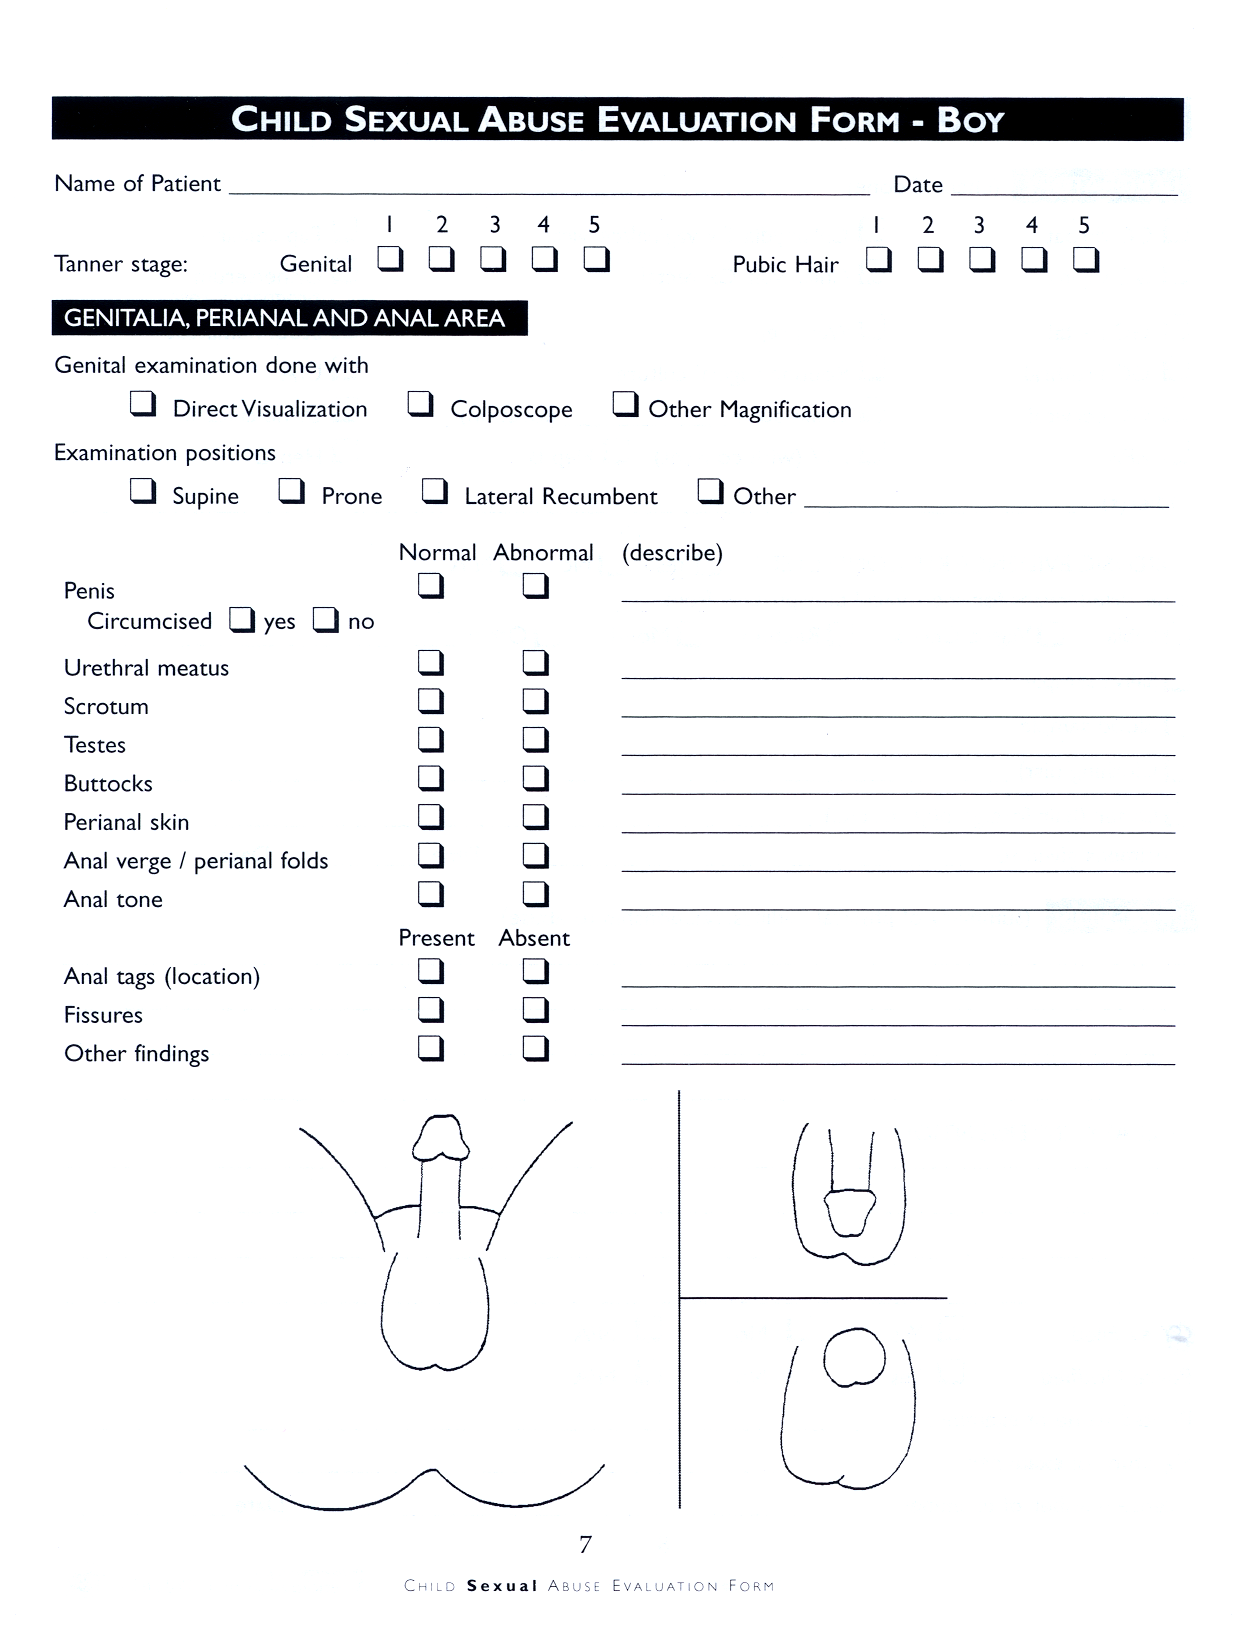 CHILD SEXUAL ABUSE EVALUATION FORM - BOY
Name of Patient Date
1 2 3 4 5 1 2 3 4 5
Tanner stage: Genital Pubic Hair
GENITALIA, PERIANAL AND ANAL AREA
Genital examination done with
Direct Visualization Colposcope Other Magnification
Examination positions
Supine Prone Lateral Recumbent Other
Normal Abnormal (describe)
Penis
Circumcised yes no
Urethral meatus
Scrotum
Testes
Buttocks
Perianal skin
Anal verge / perianal folds
Anal tone
Present Absent
Anal tags (location)
Fissures
Other findings
7
CHILD Sexual ABUSE EVALUATION FORM